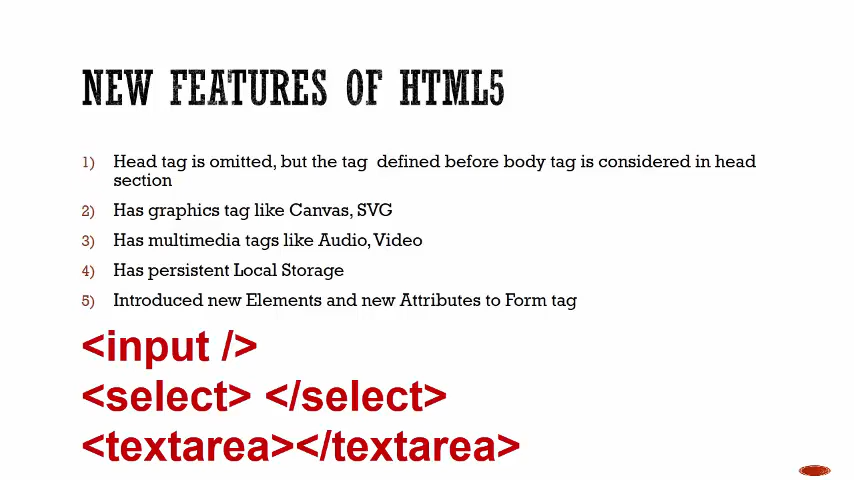 NEW FEATURES OF HTML5
1) Head tag is omitted, but the tag defined before body tag is considered in head
section
2) Has graphics tag like Canvas, SVG
3) Has multimedia tags like Audio, Video
4) Has persistent Local Storage
5) Introduced new Elements and new Attributes to Form tag
<input />
<select> </select>
<textarea></textarea>